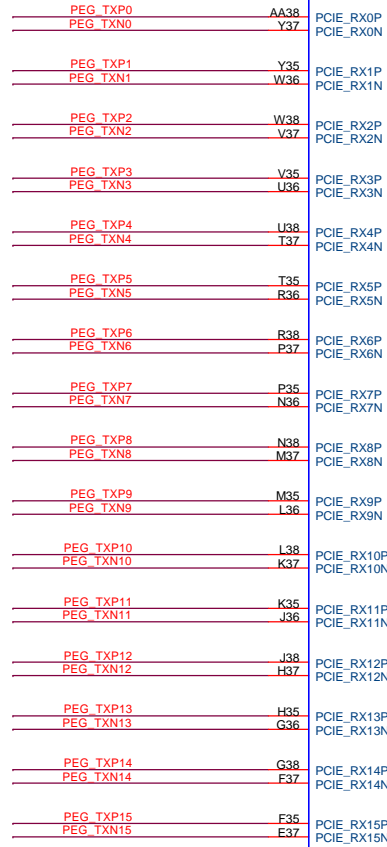 PEG_TXP0 AA38 PCIE_RX0P
PEG_TXN0 Y37 PCIE_RX0N
PEG_TXP1 Y35 PCIE_RX1P
PEG_TXN1 W36 PCIE_RX1N
PEG_TXP2 W38 PCIE_RX2P
PEG_TXN2 V37 PCIE_RX2N
PEG_TXP3 V35 PCIE_RX3P
PEG_TXN3 U36 PCIE_RX3N
PEG_TXP4 U38 PCIE_RX4P
PEG_TXN4 T37 PCIE_RX4N
PEG_TXP5 T35 PCIE_RX5P
PEG_TXN5 R36 PCIE_RX5N
PEG_TXP6 R38 PCIE_RX6P
PEG_TXN6 P37 PCIE_RX6N
PEG_TXP7 P35 PCIE_RX7P
PEG_TXN7 N36 PCIE_RX7N
PEG_TXP8 N38 PCIE_RX8P
PEG_TXN8 M37 PCIE_RX8N
PEG_TXP9 M35 PCIE_RX9P
PEG_TXN9 L36 PCIE_RX9N
PEG_TXP10 L38 PCIE_RX10P
PEG_TXN10 K37 PCIE_RX10N
PEG_TXP11 K35 PCIE_RX11P
PEG_TXN11 J36 PCIE_RX11N
PEG_TXP12 J38 PCIE_RX12P
PEG_TXN12 H37 PCIE_RX12N
PEG_TXP13 H35 PCIE_RX13P
PEG_TXN13 G36 PCIE_RX13N
PEG_TXP14 G38 PCIE_RX14P
PEG_TXN14 F37 PCIE_RX14N
PEG_TXP15 F35 PCIE_RX15P
PEG_TXN15 E37 PCIE_RX15N